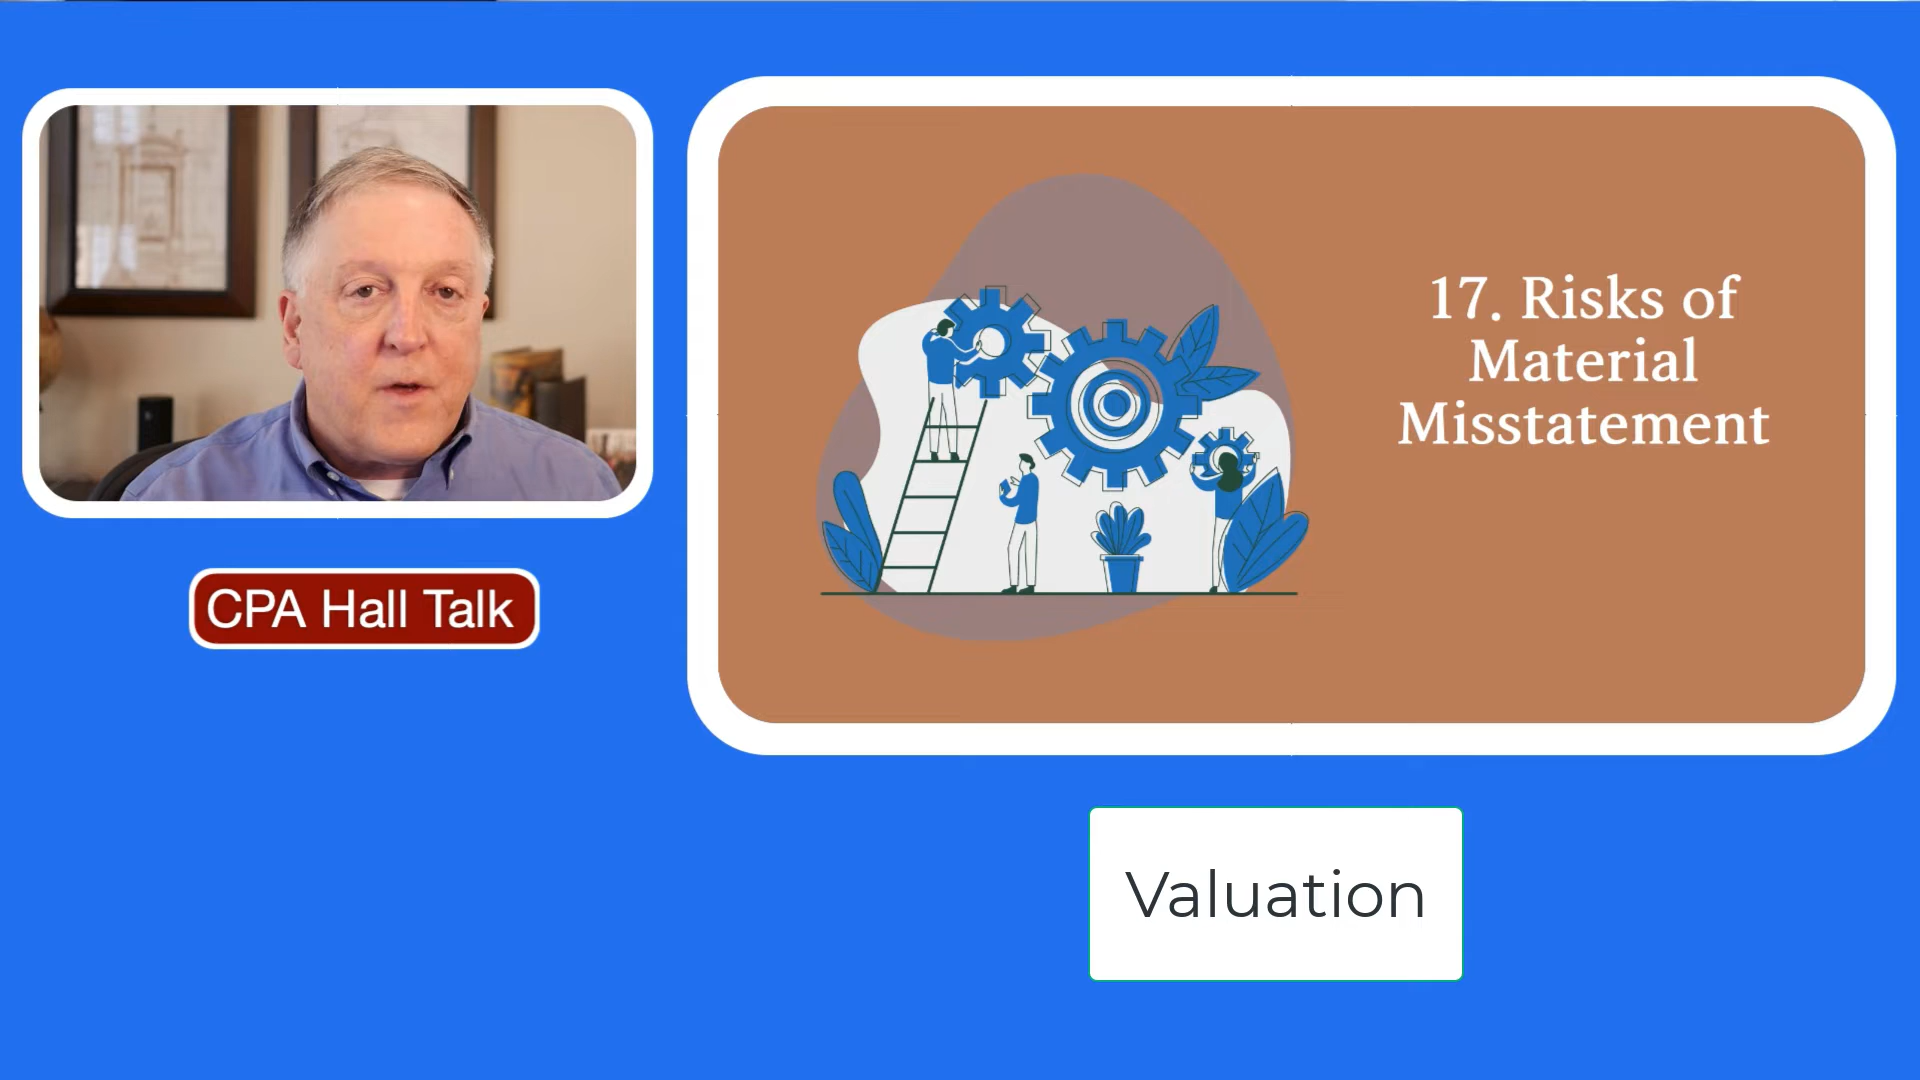 CPA Hall Talk
17. Risks of
Material
Misstatement
Valuation